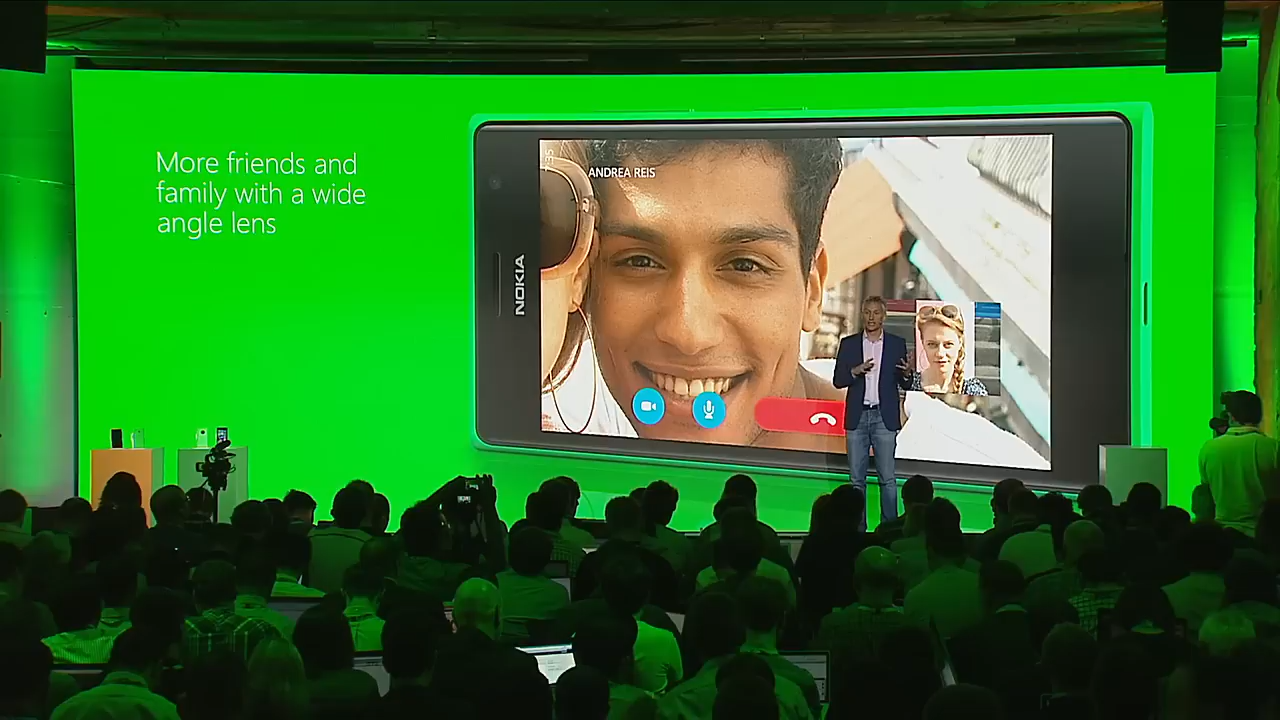 More friends and
family with a wide
angle lens
ANDREA REIS
NOKIA